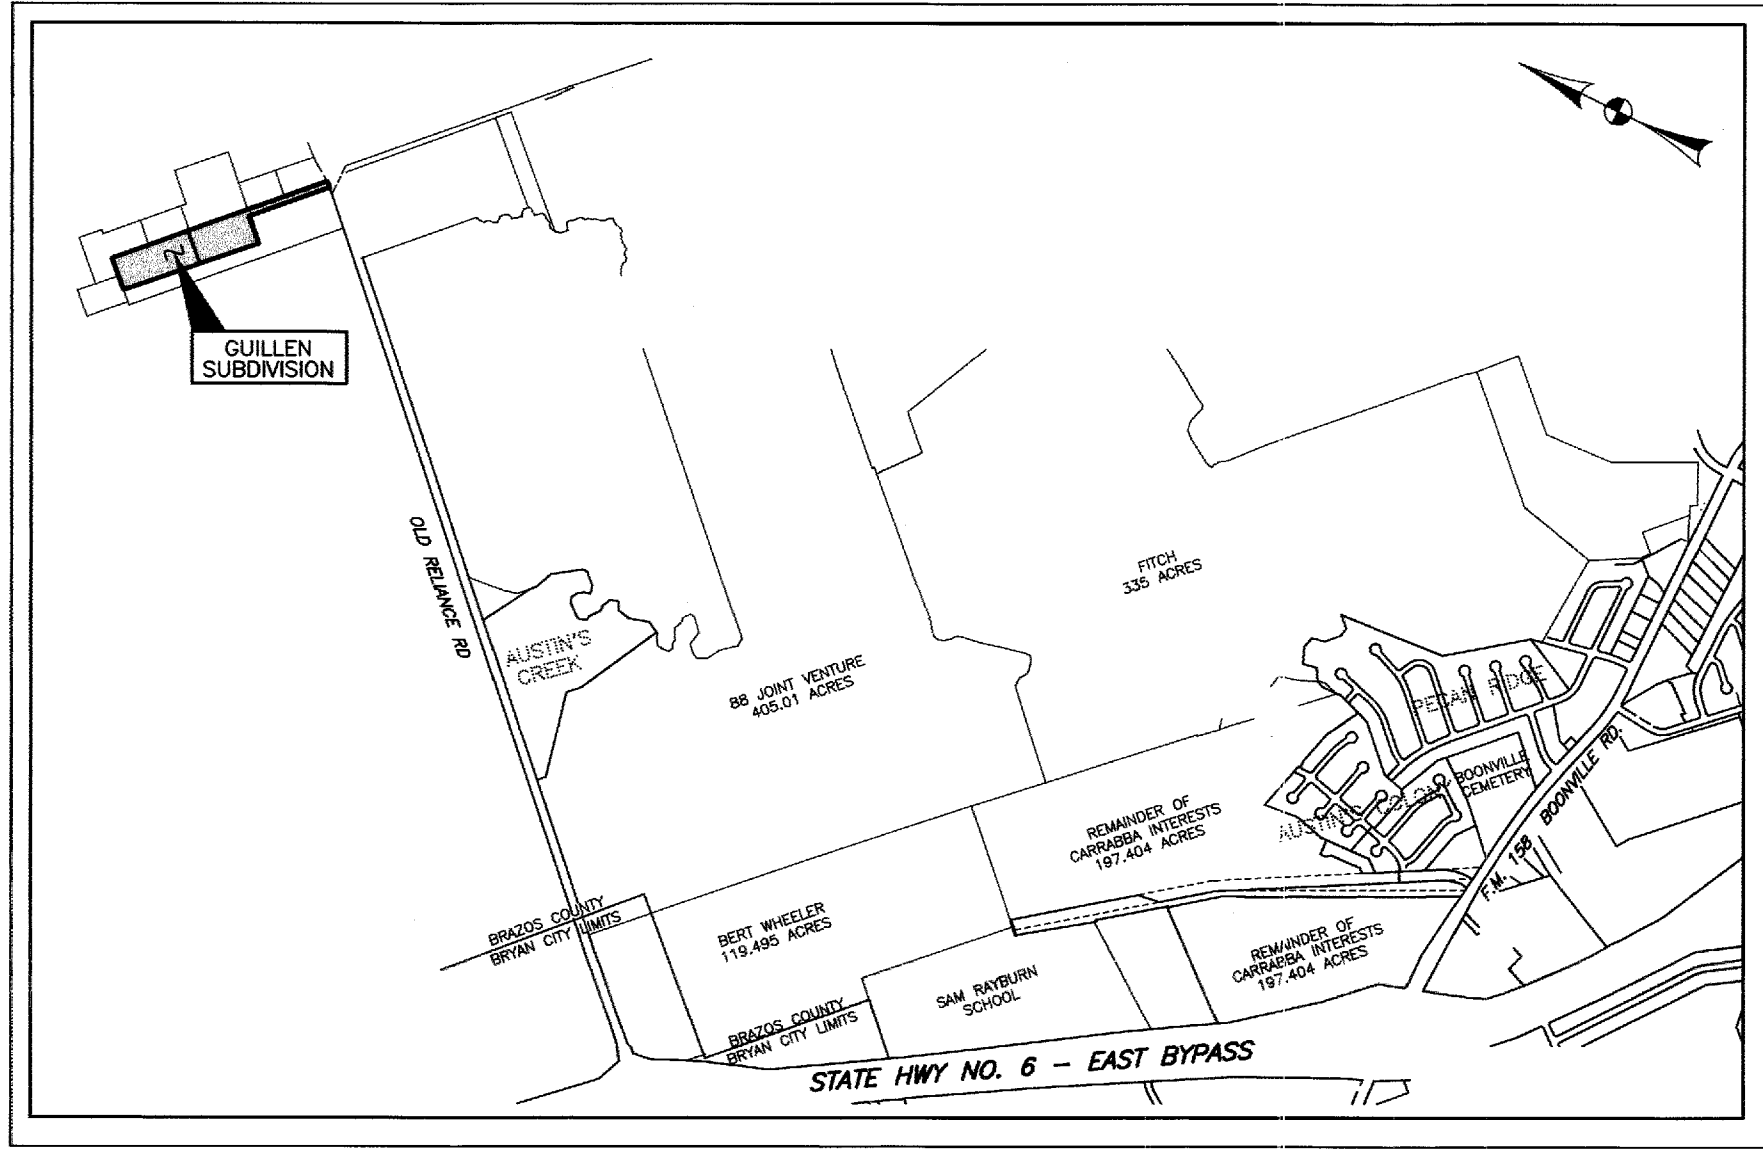 2
GUILLEN
SUBDIVISION
OLD RELIANCE RD
AUSTIN'S
CREEK
88 JOINT VENTURE
405.01 ACRES
FITCH
335 ACRES
PECAN RIDGE
BOONVILLE
CEMETERY
AUSTIN'S COLONY
F.M. 158 BOONVILLE RD.
REMAINDER OF
CARRABBA INTERESTS
197.404 ACRES
BRAZOS COUNTY
BRYAN CITY LIMITS
BERT WHEELER
119.495 ACRES
REMAINDER OF
CARRABBA INTERESTS
197.404 ACRES
SAM RAYBURN
SCHOOL
BRAZOS COUNTY
BRYAN CITY LIMITS
STATE HWY NO. 6 - EAST BYPASS